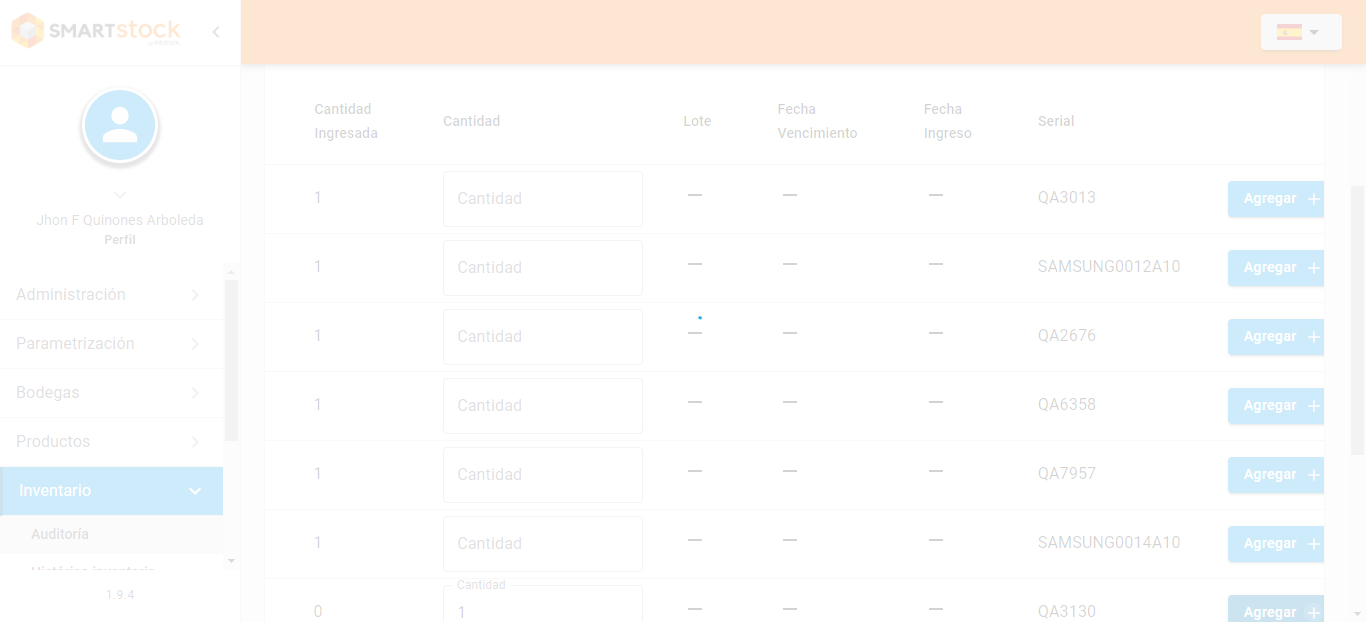 SMARTstock
Jhon F Quinones Arboleda
Perfil
Administración
Parametrización
Bodegas
Productos
Inventario
Auditoría
Histórico inventario
1.9.4
Cantidad Ingresada Cantidad Lote Fecha Vencimiento Fecha Ingreso Serial
1 Cantidad — — — QA3013 Agregar +
1 Cantidad — — — SAMSUNG0012A10 Agregar +
1 Cantidad — — — QA2676 Agregar +
1 Cantidad — — — QA6358 Agregar +
1 Cantidad — — — QA7957 Agregar +
1 Cantidad — — — SAMSUNG0014A10 Agregar +
Cantidad
0 1 — — — QA3130 Agregar +